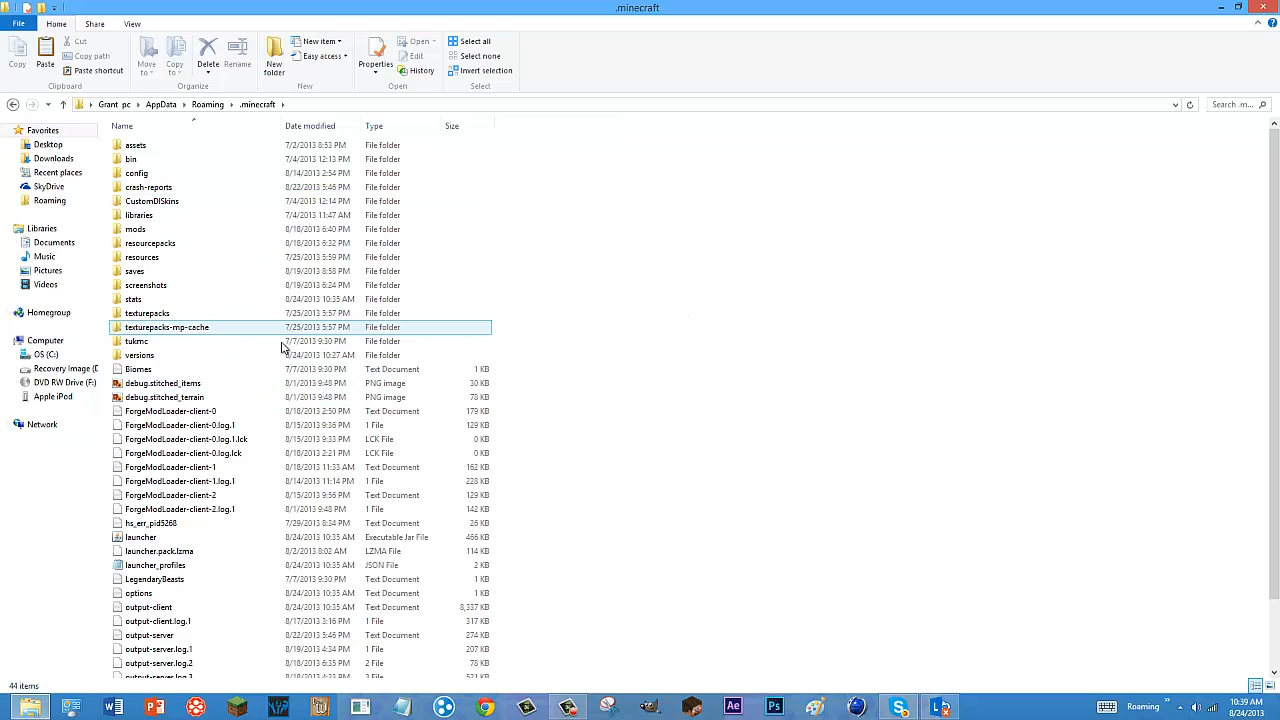 .minecraft
File Home Share View
Copy Paste Cut Copy path Paste shortcut Clipboard
Move to Copy to Delete Rename Organize
New folder New item Easy access New
Properties Open Edit History Open
Select all Select none Invert selection Select
Grant pc AppData Roaming .minecraft Search .m...
Name Date modified Type Size
Favorites
Desktop
Downloads
Recent places
SkyDrive
Roaming
Libraries
Documents
Music
Pictures
Videos
Homegroup
Computer
OS (C:)
Recovery Image (D
DVD RW Drive (F:)
Apple iPod
Network
assets 7/2/2013 8:53 PM File folder
bin 7/4/2013 12:13 PM File folder
config 8/14/2013 2:54 PM File folder
crash-reports 8/22/2013 5:46 PM File folder
CustomDISkins 7/4/2013 12:14 PM File folder
libraries 7/4/2013 11:47 AM File folder
mods 8/18/2013 6:40 PM File folder
resourcepacks 8/18/2013 6:32 PM File folder
resources 7/25/2013 5:59 PM File folder
saves 8/19/2013 8:58 PM File folder
screenshots 8/19/2013 6:24 PM File folder
stats 8/24/2013 10:35 AM File folder
texturepacks 7/25/2013 5:57 PM File folder
texturepacks-mp-cache 7/25/2013 5:57 PM File folder
tukmc 7/7/2013 9:30 PM File folder
versions 8/24/2013 10:27 AM File folder
Biomes 7/7/2013 9:30 PM Text Document 1 KB
debug.stitched_items 8/1/2013 9:48 PM PNG image 30 KB
debug.stitched_terrain 8/1/2013 9:48 PM PNG image 78 KB
ForgeModLoader-client-0 8/18/2013 2:50 PM Text Document 179 KB
ForgeModLoader-client-0.log.1 8/15/2013 9:36 PM 1 File 129 KB
ForgeModLoader-client-0.log.1.lck 8/15/2013 9:33 PM LCK File 0 KB
ForgeModLoader-client-0.log.lck 8/18/2013 2:21 PM LCK File 0 KB
ForgeModLoader-client-1 8/18/2013 11:33 AM Text Document 162 KB
ForgeModLoader-client-1.log.1 8/14/2013 11:14 PM 1 File 228 KB
ForgeModLoader-client-2 8/15/2013 9:56 PM Text Document 129 KB
ForgeModLoader-client-2.log.1 8/1/2013 9:48 PM 1 File 142 KB
hs_err_pid5268 7/29/2013 8:34 PM Text Document 26 KB
launcher 8/24/2013 10:35 AM Executable Jar File 466 KB
launcher.pack.lzma 8/2/2013 8:02 AM LZMA File 114 KB
launcher_profiles 8/24/2013 10:35 AM JSON File 2 KB
LegendaryBeasts 7/7/2013 9:30 PM Text Document 1 KB
options 8/24/2013 10:35 AM Text Document 1 KB
output-client 8/24/2013 10:35 AM Text Document 8,337 KB
output-client.log.1 8/17/2013 3:16 PM 1 File 317 KB
output-server 8/22/2013 5:46 PM Text Document 274 KB
output-server.log.1 8/19/2013 4:34 PM 1 File 207 KB
output-server.log.2 8/18/2013 6:35 PM 2 File 78 KB
output-server.log.3 8/18/2013 4:23 PM 3 File 521 KB
44 items
Roaming 10:39 AM
8/24/2013